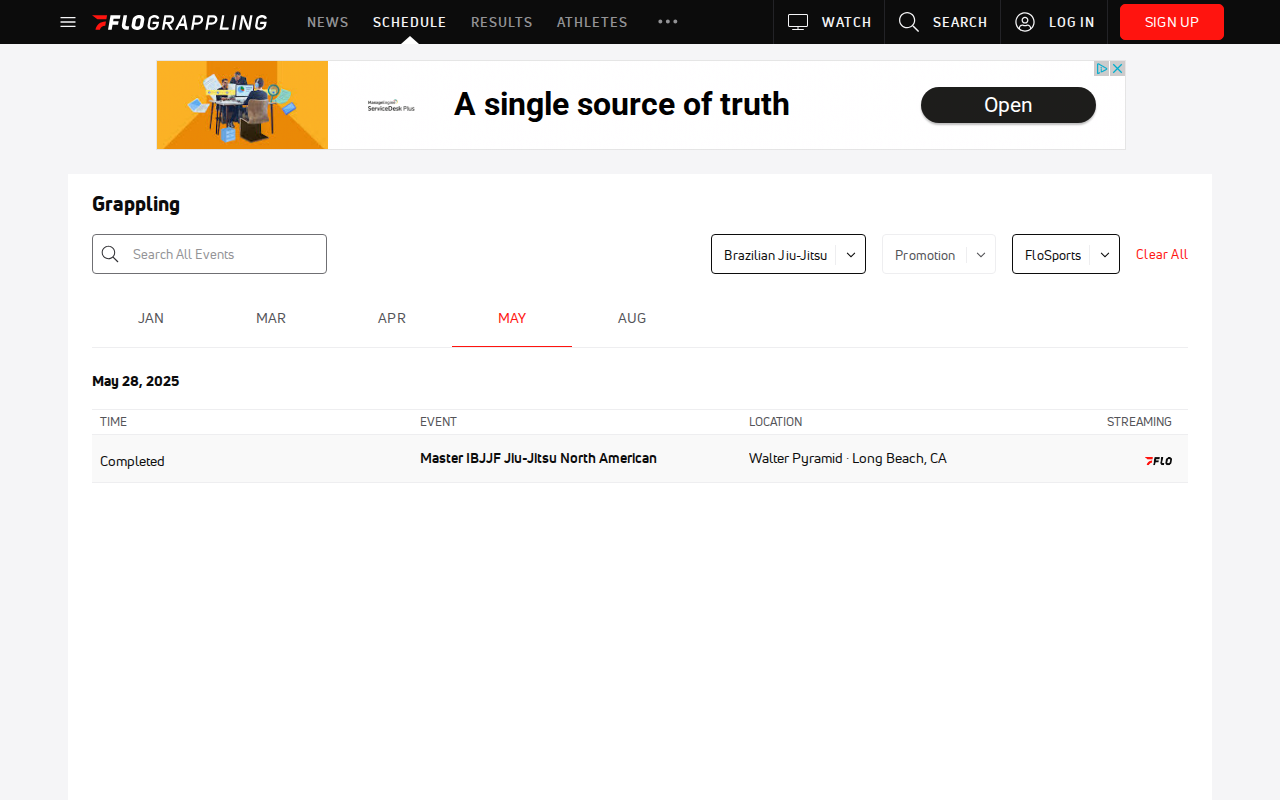 FLOGRAPPLING NEWS SCHEDULE RESULTS ATHLETES WATCH SEARCH LOG IN SIGN UP
ManageEngine
ServiceDesk Plus
A single source of truth
Open
Grappling
Search All Events
Brazilian Jiu-Jitsu Promotion FloSports Clear All
JAN MAR APR MAY AUG
May 28, 2025
TIME EVENT LOCATION STREAMING
Completed Master IBJJF Jiu-Jitsu North American Walter Pyramid · Long Beach, CA FLO